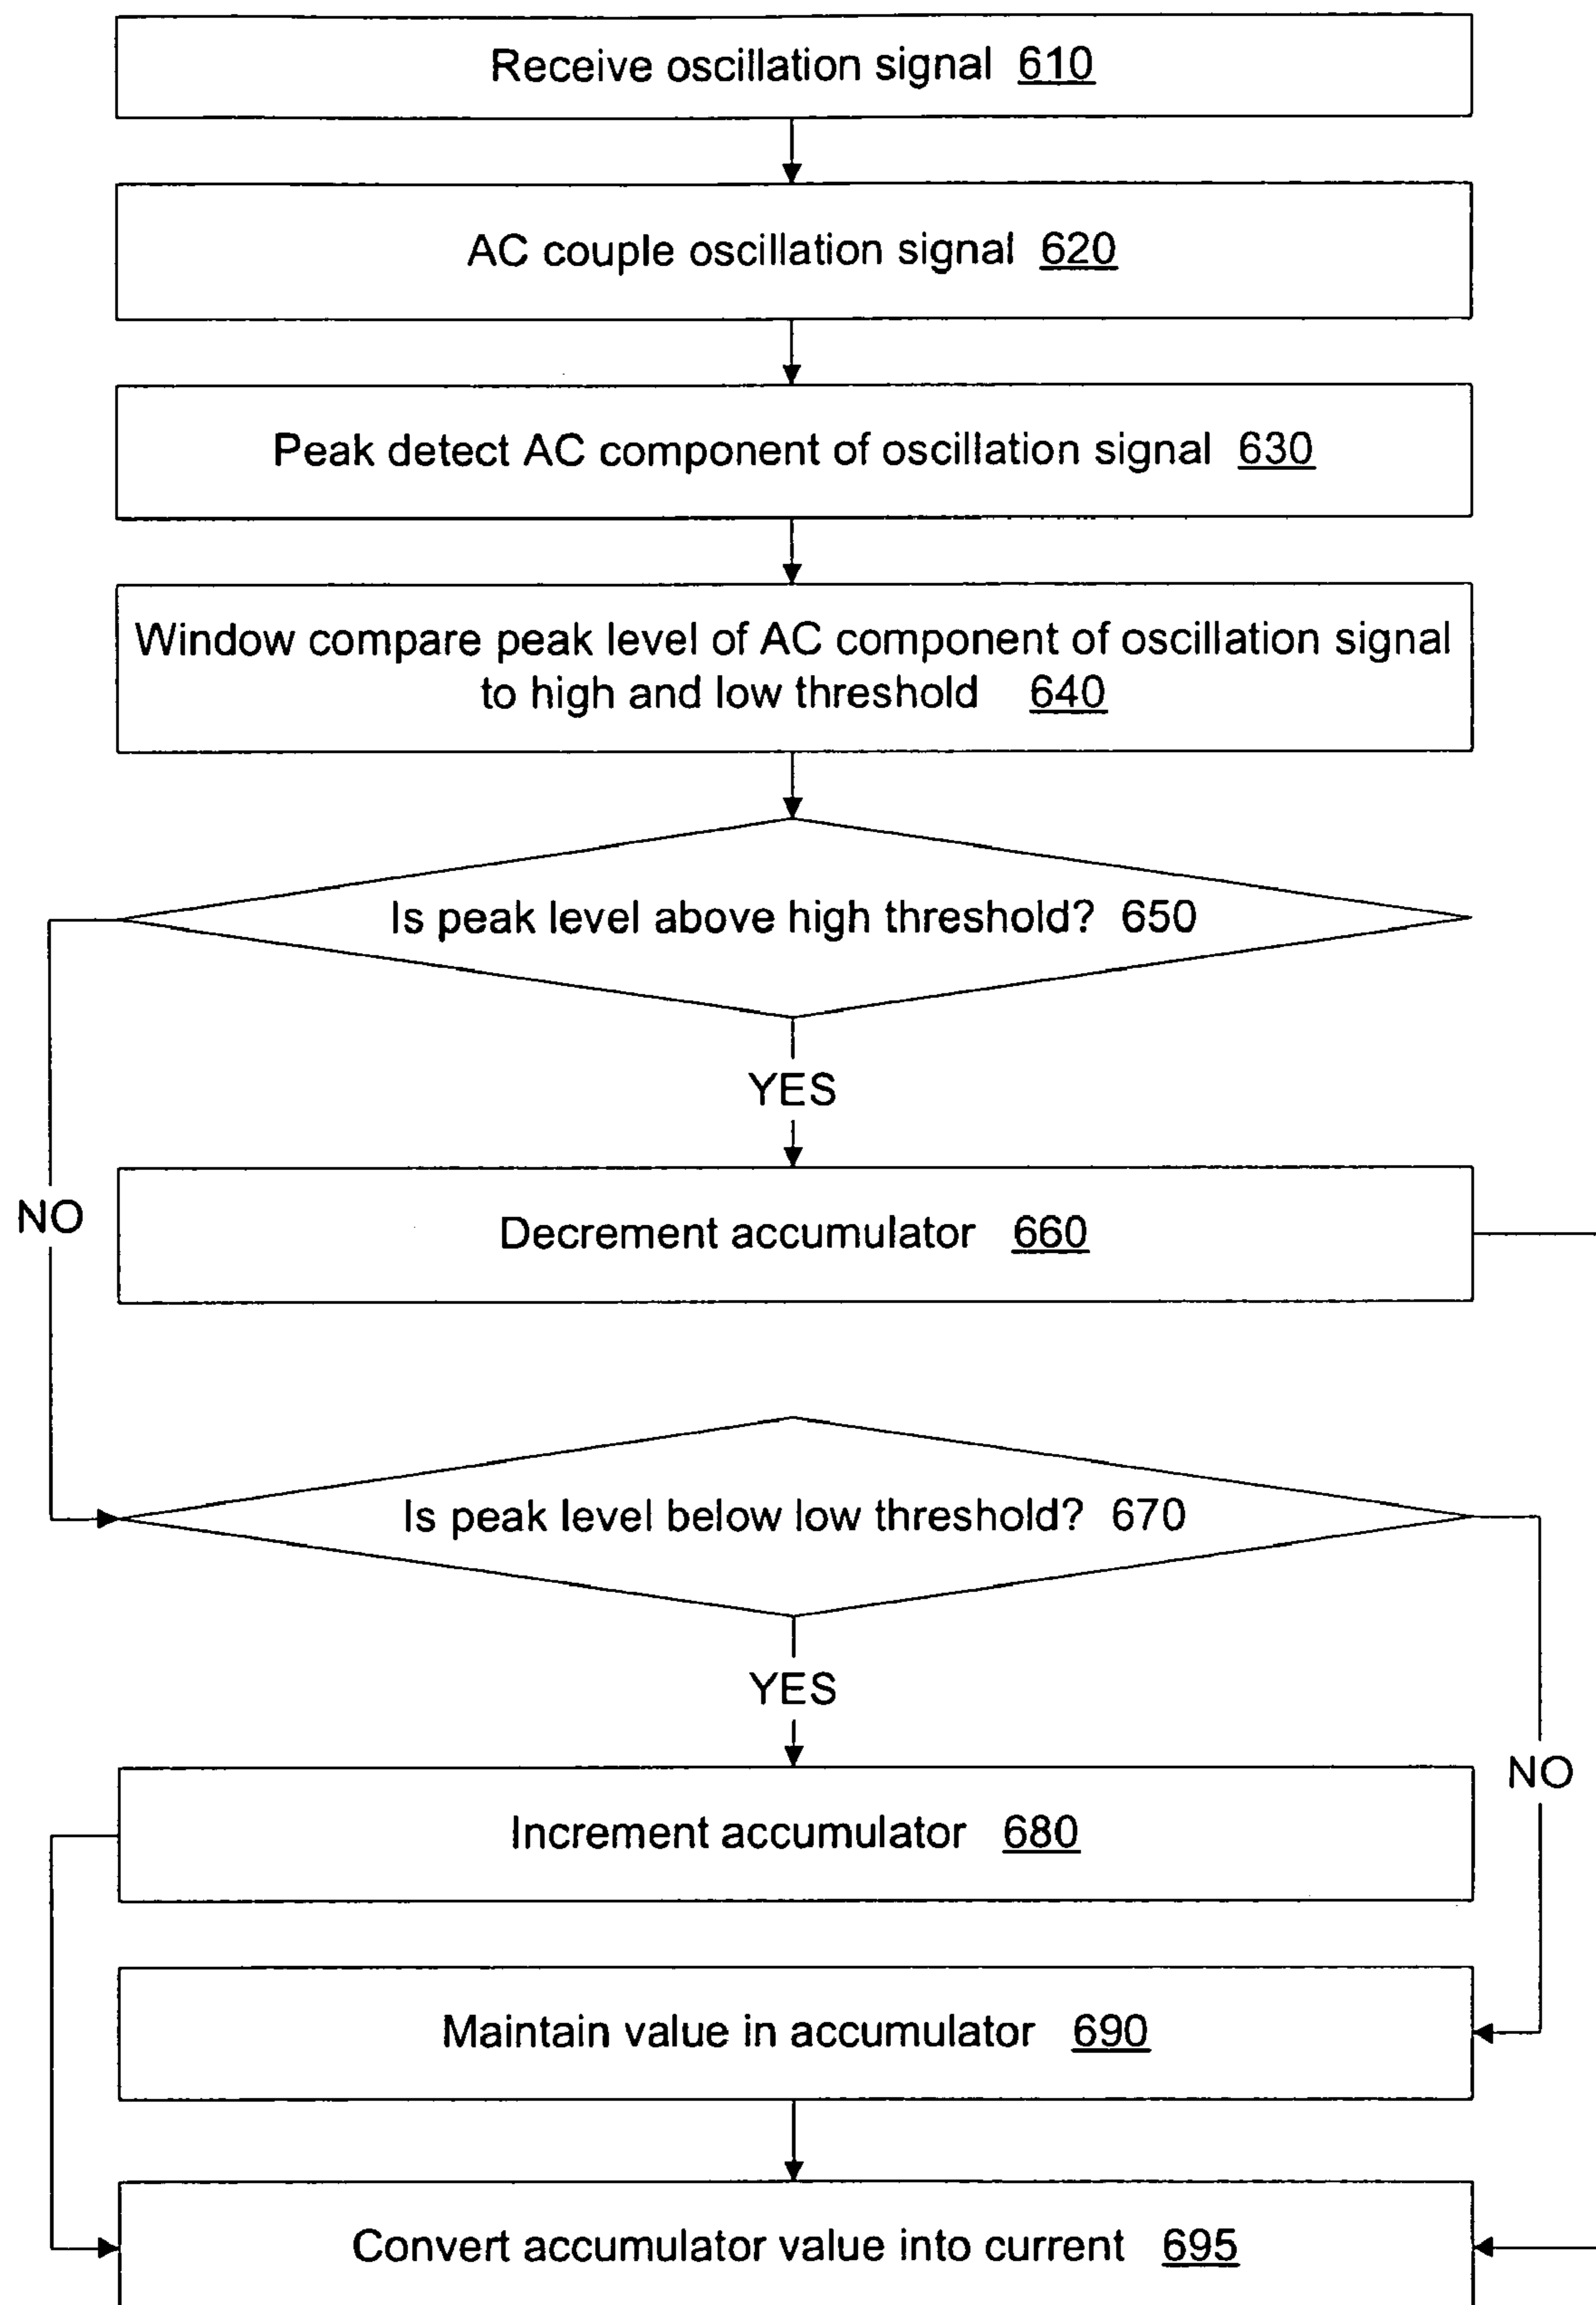 Receive oscillation signal 610
AC couple oscillation signal 620
Peak detect AC component of oscillation signal 630
Window compare peak level of AC component of oscillation signal
to high and low threshold 640
Is peak level above high threshold? 650
YES
NO
Decrement accumulator 660
Is peak level below low threshold? 670
YES
NO
Increment accumulator 680
Maintain value in accumulator 690
Convert accumulator value into current 695